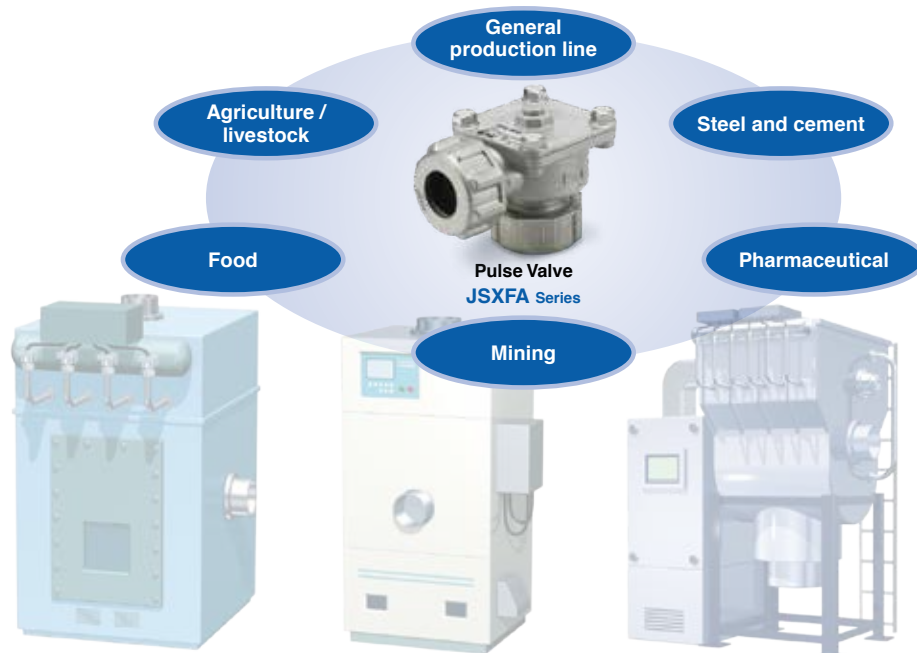 General
production line
Agriculture /
livestock
Steel and cement
Food
Pharmaceutical
Pulse Valve
JSXFA Series
Mining